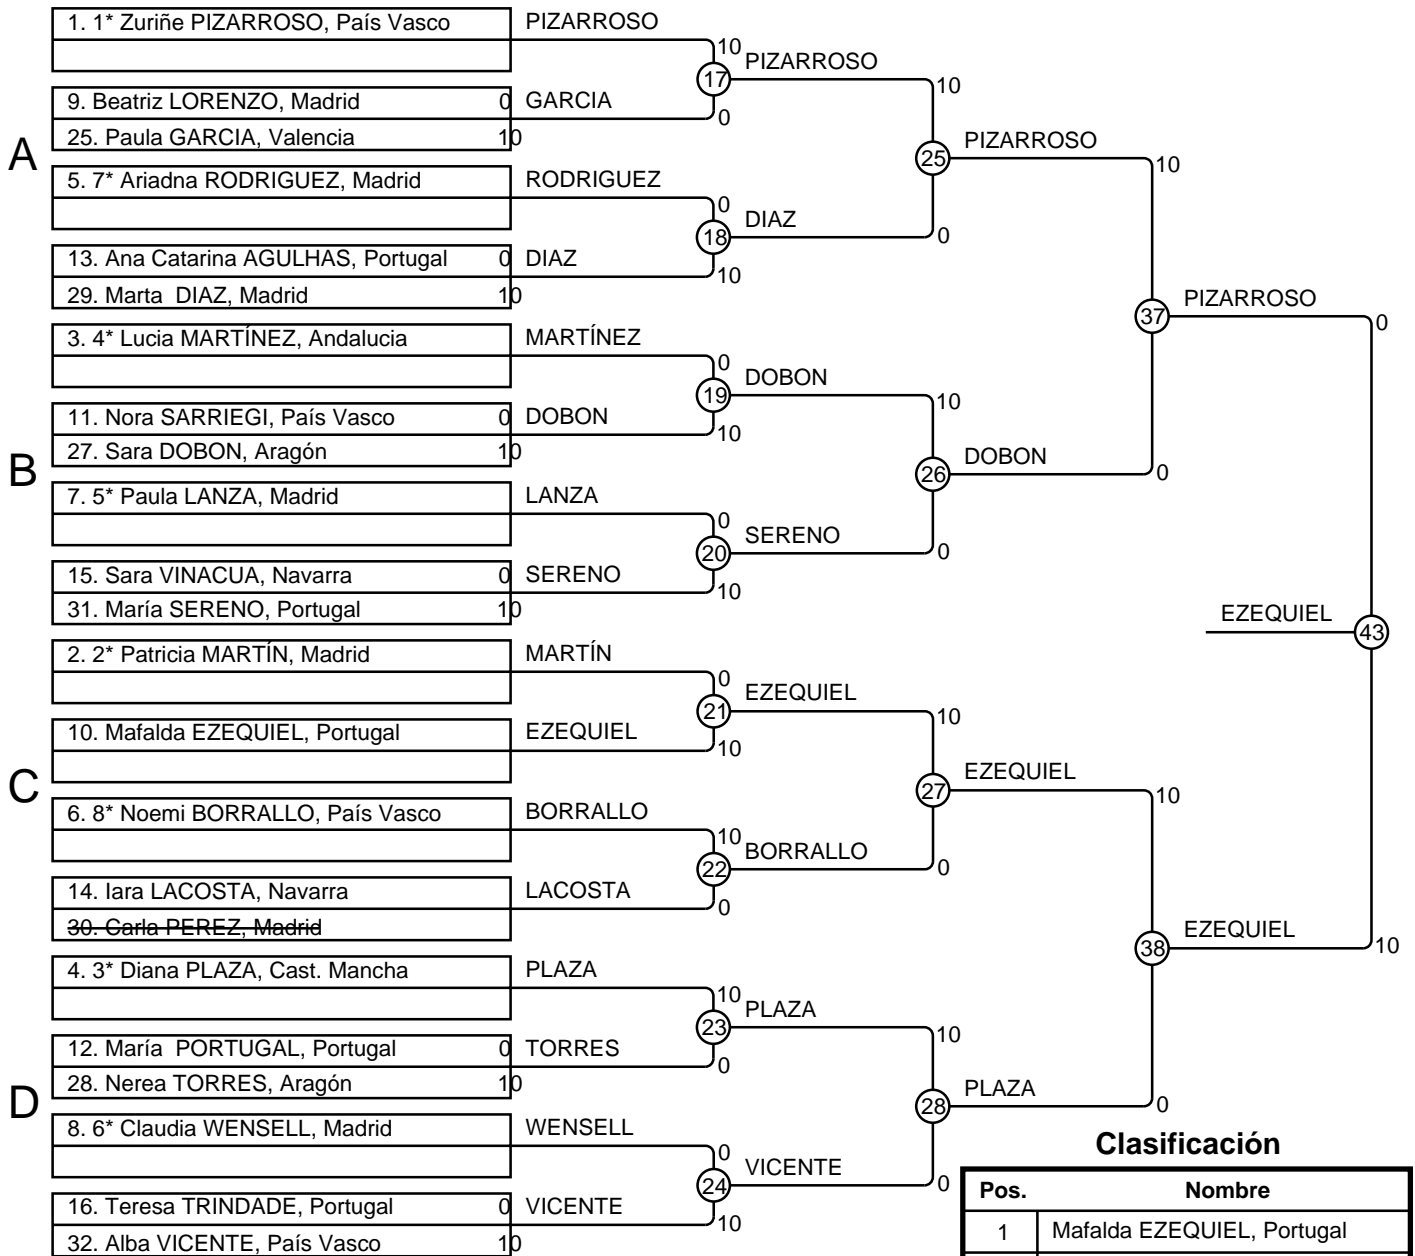 1. 1* Zuriñe PIZARROSO, País Vasco
PIZARROSO
10
17
PIZARROSO
10
9. Beatriz LORENZO, Madrid 0
GARCIA
0
25. Paula GARCIA, Valencia 10
A
25
PIZARROSO
10
5. 7* Ariadna RODRIGUEZ, Madrid
RODRIGUEZ
0
18
DIAZ
0
13. Ana Catarina AGULHAS, Portugal 0
DIAZ
10
29. Marta DIAZ, Madrid 10
37
PIZARROSO
0
3. 4* Lucia MARTÍNEZ, Andalucia
MARTÍNEZ
0
19
DOBON
10
11. Nora SARRIEGI, País Vasco 0
DOBON
10
27. Sara DOBON, Aragón 10
B
26
DOBON
0
7. 5* Paula LANZA, Madrid
LANZA
0
20
SERENO
0
15. Sara VINACUA, Navarra 0
SERENO
10
31. María SERENO, Portugal 10
EZEQUIEL
43
2. 2* Patricia MARTÍN, Madrid
MARTÍN
0
21
EZEQUIEL
10
10. Mafalda EZEQUIEL, Portugal
EZEQUIEL
10
C
27
EZEQUIEL
10
6. 8* Noemi BORRALLO, País Vasco
BORRALLO
10
22
BORRALLO
0
14. Iara LACOSTA, Navarra
LACOSTA
0
30. Carla PEREZ, Madrid
38
EZEQUIEL
10
4. 3* Diana PLAZA, Cast. Mancha
PLAZA
10
23
PLAZA
10
12. María PORTUGAL, Portugal 0
TORRES
0
28. Nerea TORRES, Aragón 10
D
28
PLAZA
0
8. 6* Claudia WENSELL, Madrid
WENSELL
0
24
VICENTE
0
16. Teresa TRINDADE, Portugal 0
VICENTE
10
32. Alba VICENTE, País Vasco 10
Clasificación
Pos. Nombre
1 Mafalda EZEQUIEL, Portugal